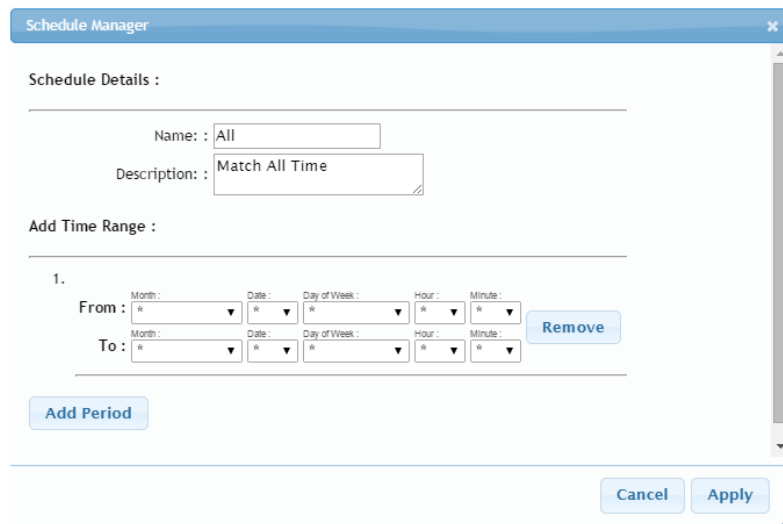 Schedule Manager
Schedule Details :
Name: : All
Description: : Match All Time
Add Time Range :
1.
Month : Date : Day of Week : Hour : Minute :
From : * * * * *
Month : Date : Day of Week : Hour : Minute :
To : * * * * *
Remove
Add Period
Cancel Apply